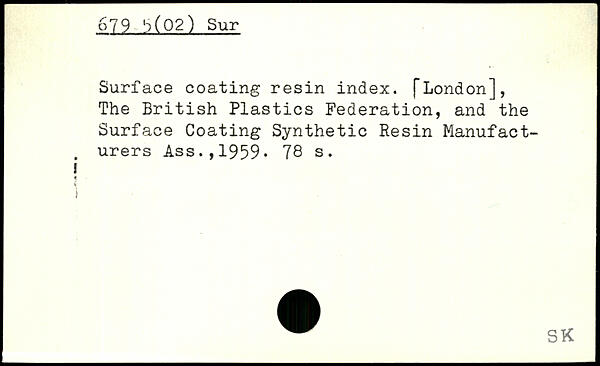 679 5(02) Sur
Surface coating resin index. [London],
The British Plastics Federation, and the
Surface Coating Synthetic Resin Manufact-
urers Ass.,1959. 78 s.
SK